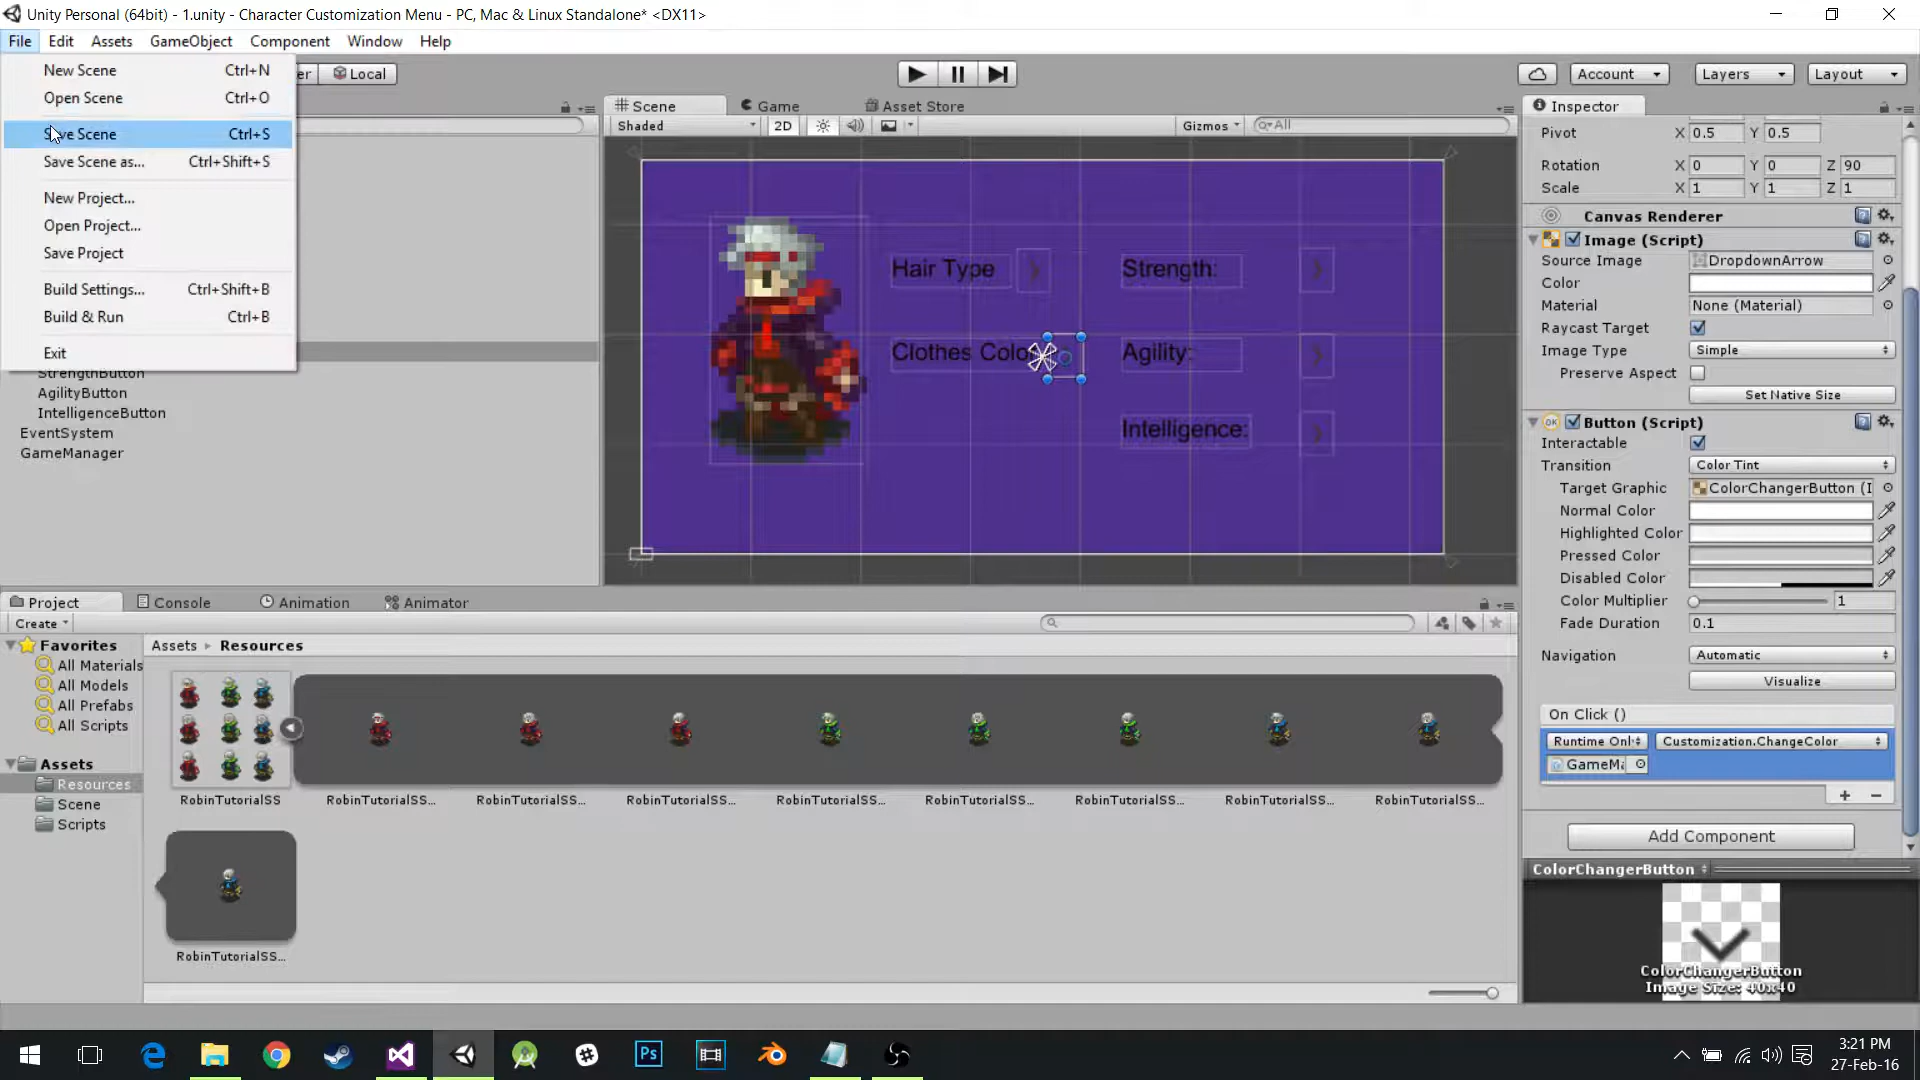 Unity Personal (64bit) - 1.unity - Character Customization Menu - PC, Mac & Linux Standalone* <DX11>
File Edit Assets GameObject Component Window Help
New Scene Ctrl+N
Open Scene Ctrl+O
Save Scene Ctrl+S
Save Scene as... Ctrl+Shift+S
New Project...
Open Project...
Save Project
Build Settings... Ctrl+Shift+B
Build & Run Ctrl+B
Exit
er Local
Account Layers Layout
Scene Game Asset Store
Shaded 2D Gizmos All
StrengthButton
AgilityButton
IntelligenceButton
EventSystem
GameManager
Hair Type Strength:
Clothes Color Agility:
Intelligence:
Inspector
Pivot X 0.5 Y 0.5
Rotation X 0 Y 0 Z 90
Scale X 1 Y 1 Z 1
Canvas Renderer
Image (Script)
Source Image DropdownArrow
Color
Material None (Material)
Raycast Target
Image Type Simple
Preserve Aspect
Set Native Size
OK Button (Script)
Interactable
Transition Color Tint
Target Graphic ColorChangerButton (I
Normal Color
Highlighted Color
Pressed Color
Disabled Color
Color Multiplier 1
Fade Duration 0.1
Navigation Automatic
Visualize
On Click ()
Runtime Onl Customization.ChangeColor
GameMa
+ −
Add Component
ColorChangerButton
ColorChangerButton
Image Size: 40x40
Project Console Animation Animator
Create
Favorites
All Materials
All Models
All Prefabs
All Scripts
Assets
Resources
Scene
Scripts
Assets Resources
RobinTutorialSS RobinTutorialSS... RobinTutorialSS... RobinTutorialSS... RobinTutorialSS... RobinTutorialSS... RobinTutorialSS... RobinTutorialSS... RobinTutorialSS...
RobinTutorialSS...
Ps
3:21 PM
27-Feb-16